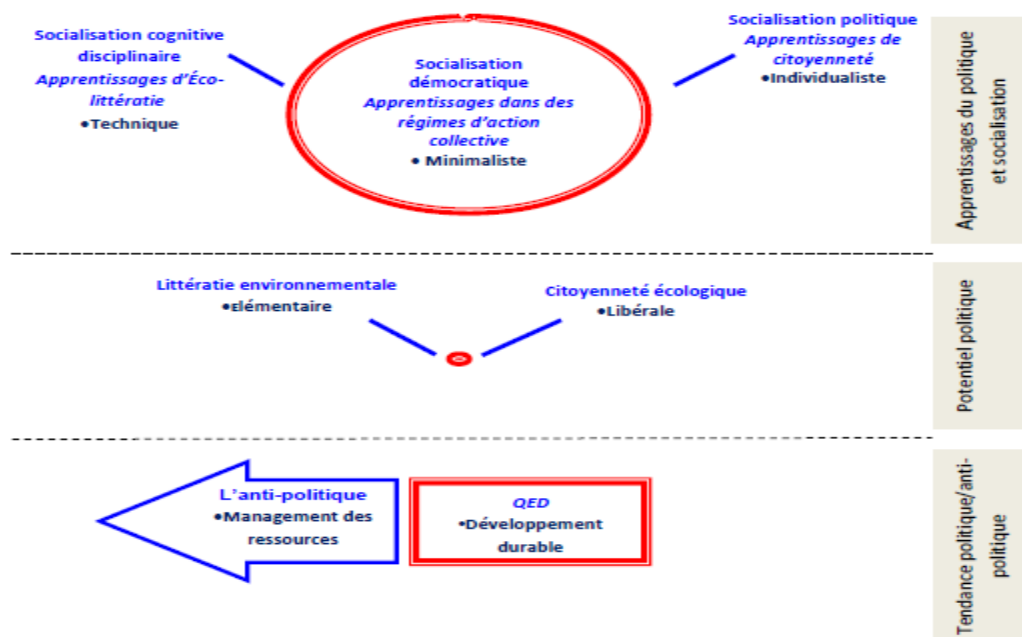 Socialisation cognitive
disciplinaire
Apprentissages d'Éco-
littératie
•Technique
Socialisation
démocratique
Apprentissages dans des
régimes d'action
collective
• Minimaliste
Socialisation politique
Apprentissages de
citoyenneté
•Individualiste
Apprentissages du politique
et socialisation
Littératie environnementale
•Elémentaire
Citoyenneté écologique
•Libérale
Potentiel politique
L'anti-politique
•Management des
ressources
QED
•Développement
durable
Tendance politique/anti-
politique